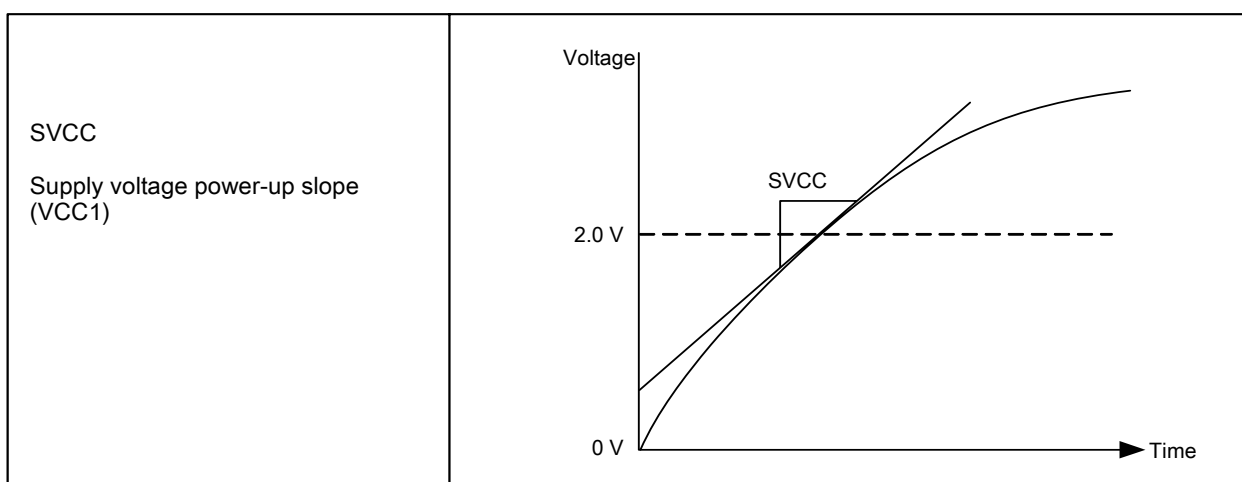 SVCC
Supply voltage power-up slope
(VCC1)
Voltage
SVCC
2.0 V
0 V
Time